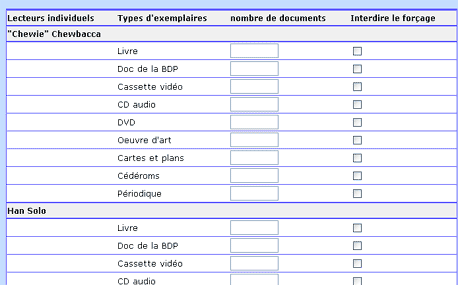 Lecteurs individuels Types d'exemplaires nombre de documents Interdire le forçage
"Chewie" Chewbacca
Livre
Doc de la BDP
Cassette vidéo
CD audio
DVD
Oeuvre d'art
Cartes et plans
Cédéroms
Périodique
Han Solo
Livre
Doc de la BDP
Cassette vidéo
CD audio